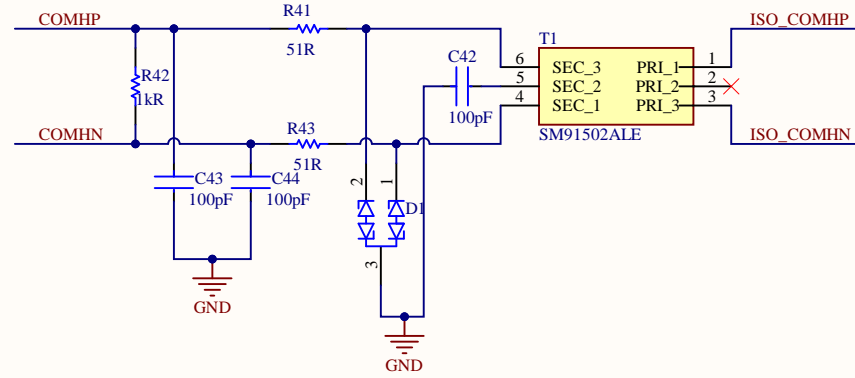 COMHP
R41
51R
R42
1kR
COMHN
R43
51R
C43
100pF
C44
100pF
GND
2
1
D1
3
GND
C42
100pF
T1
6
SEC_3
PRI_1
1
5
SEC_2
PRI_2
2
4
SEC_1
PRI_3
3
SM91502ALE
ISO_COMHP
ISO_COMHN